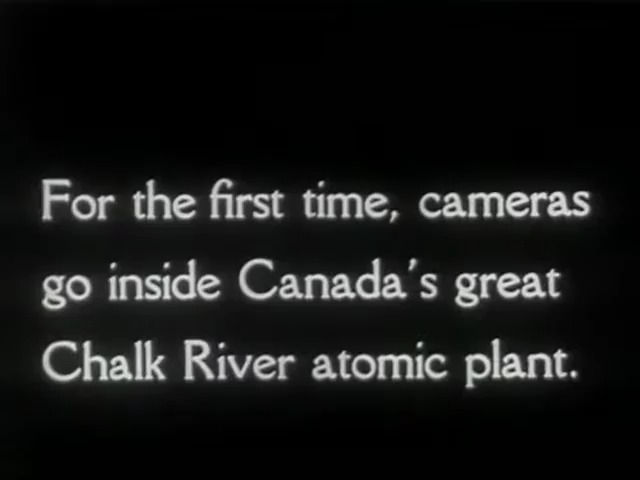 For the first time, cameras
go inside Canada's great
Chalk River atomic plant.